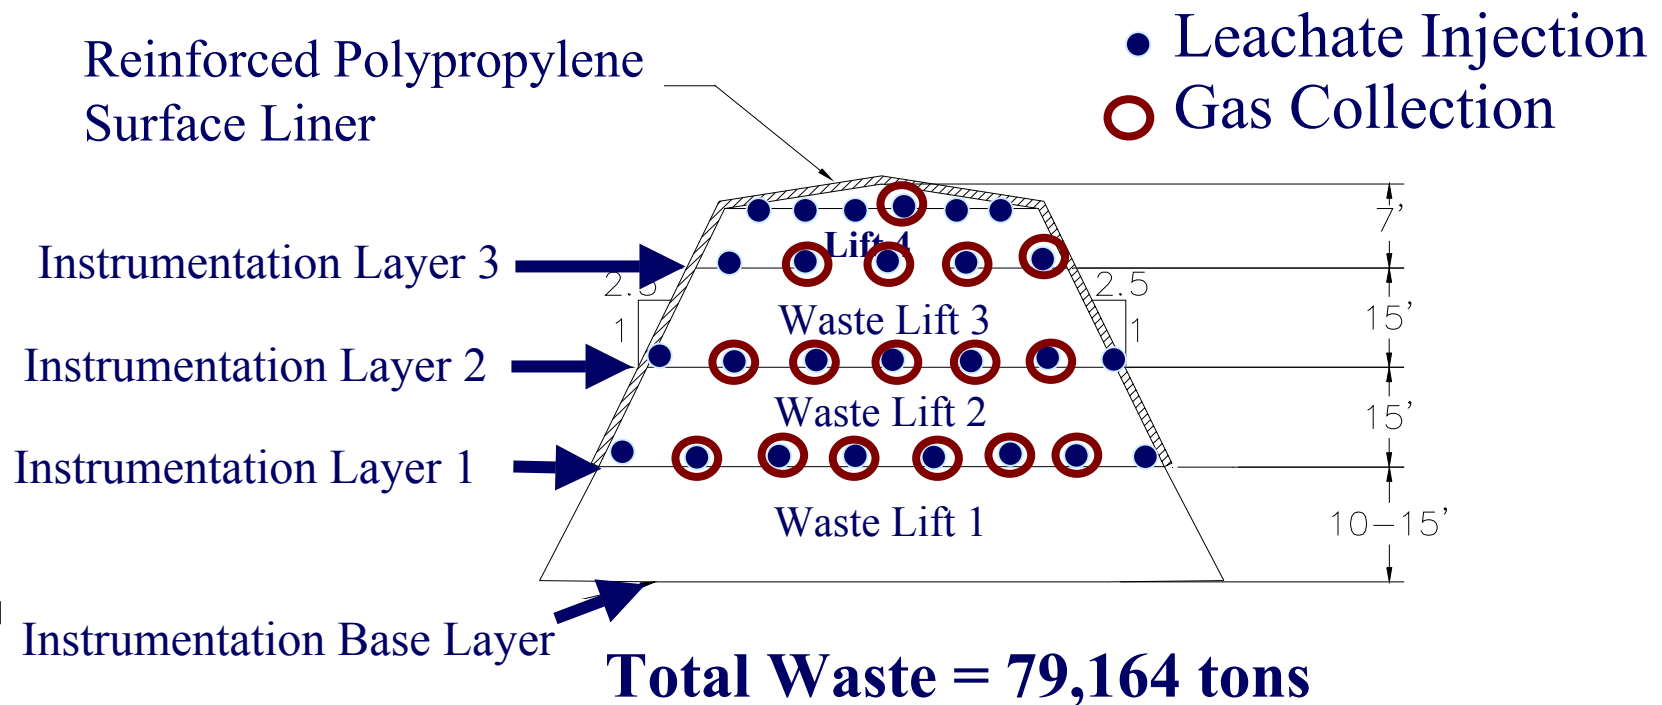 Reinforced Polypropylene
Surface Liner
Leachate Injection
Gas Collection
7'
Lift 4
Instrumentation Layer 3
2.5
1
2.5
1
Waste Lift 3
15'
Instrumentation Layer 2
Waste Lift 2
15'
Instrumentation Layer 1
Waste Lift 1
10-15'
Instrumentation Base Layer
Total Waste = 79,164 tons